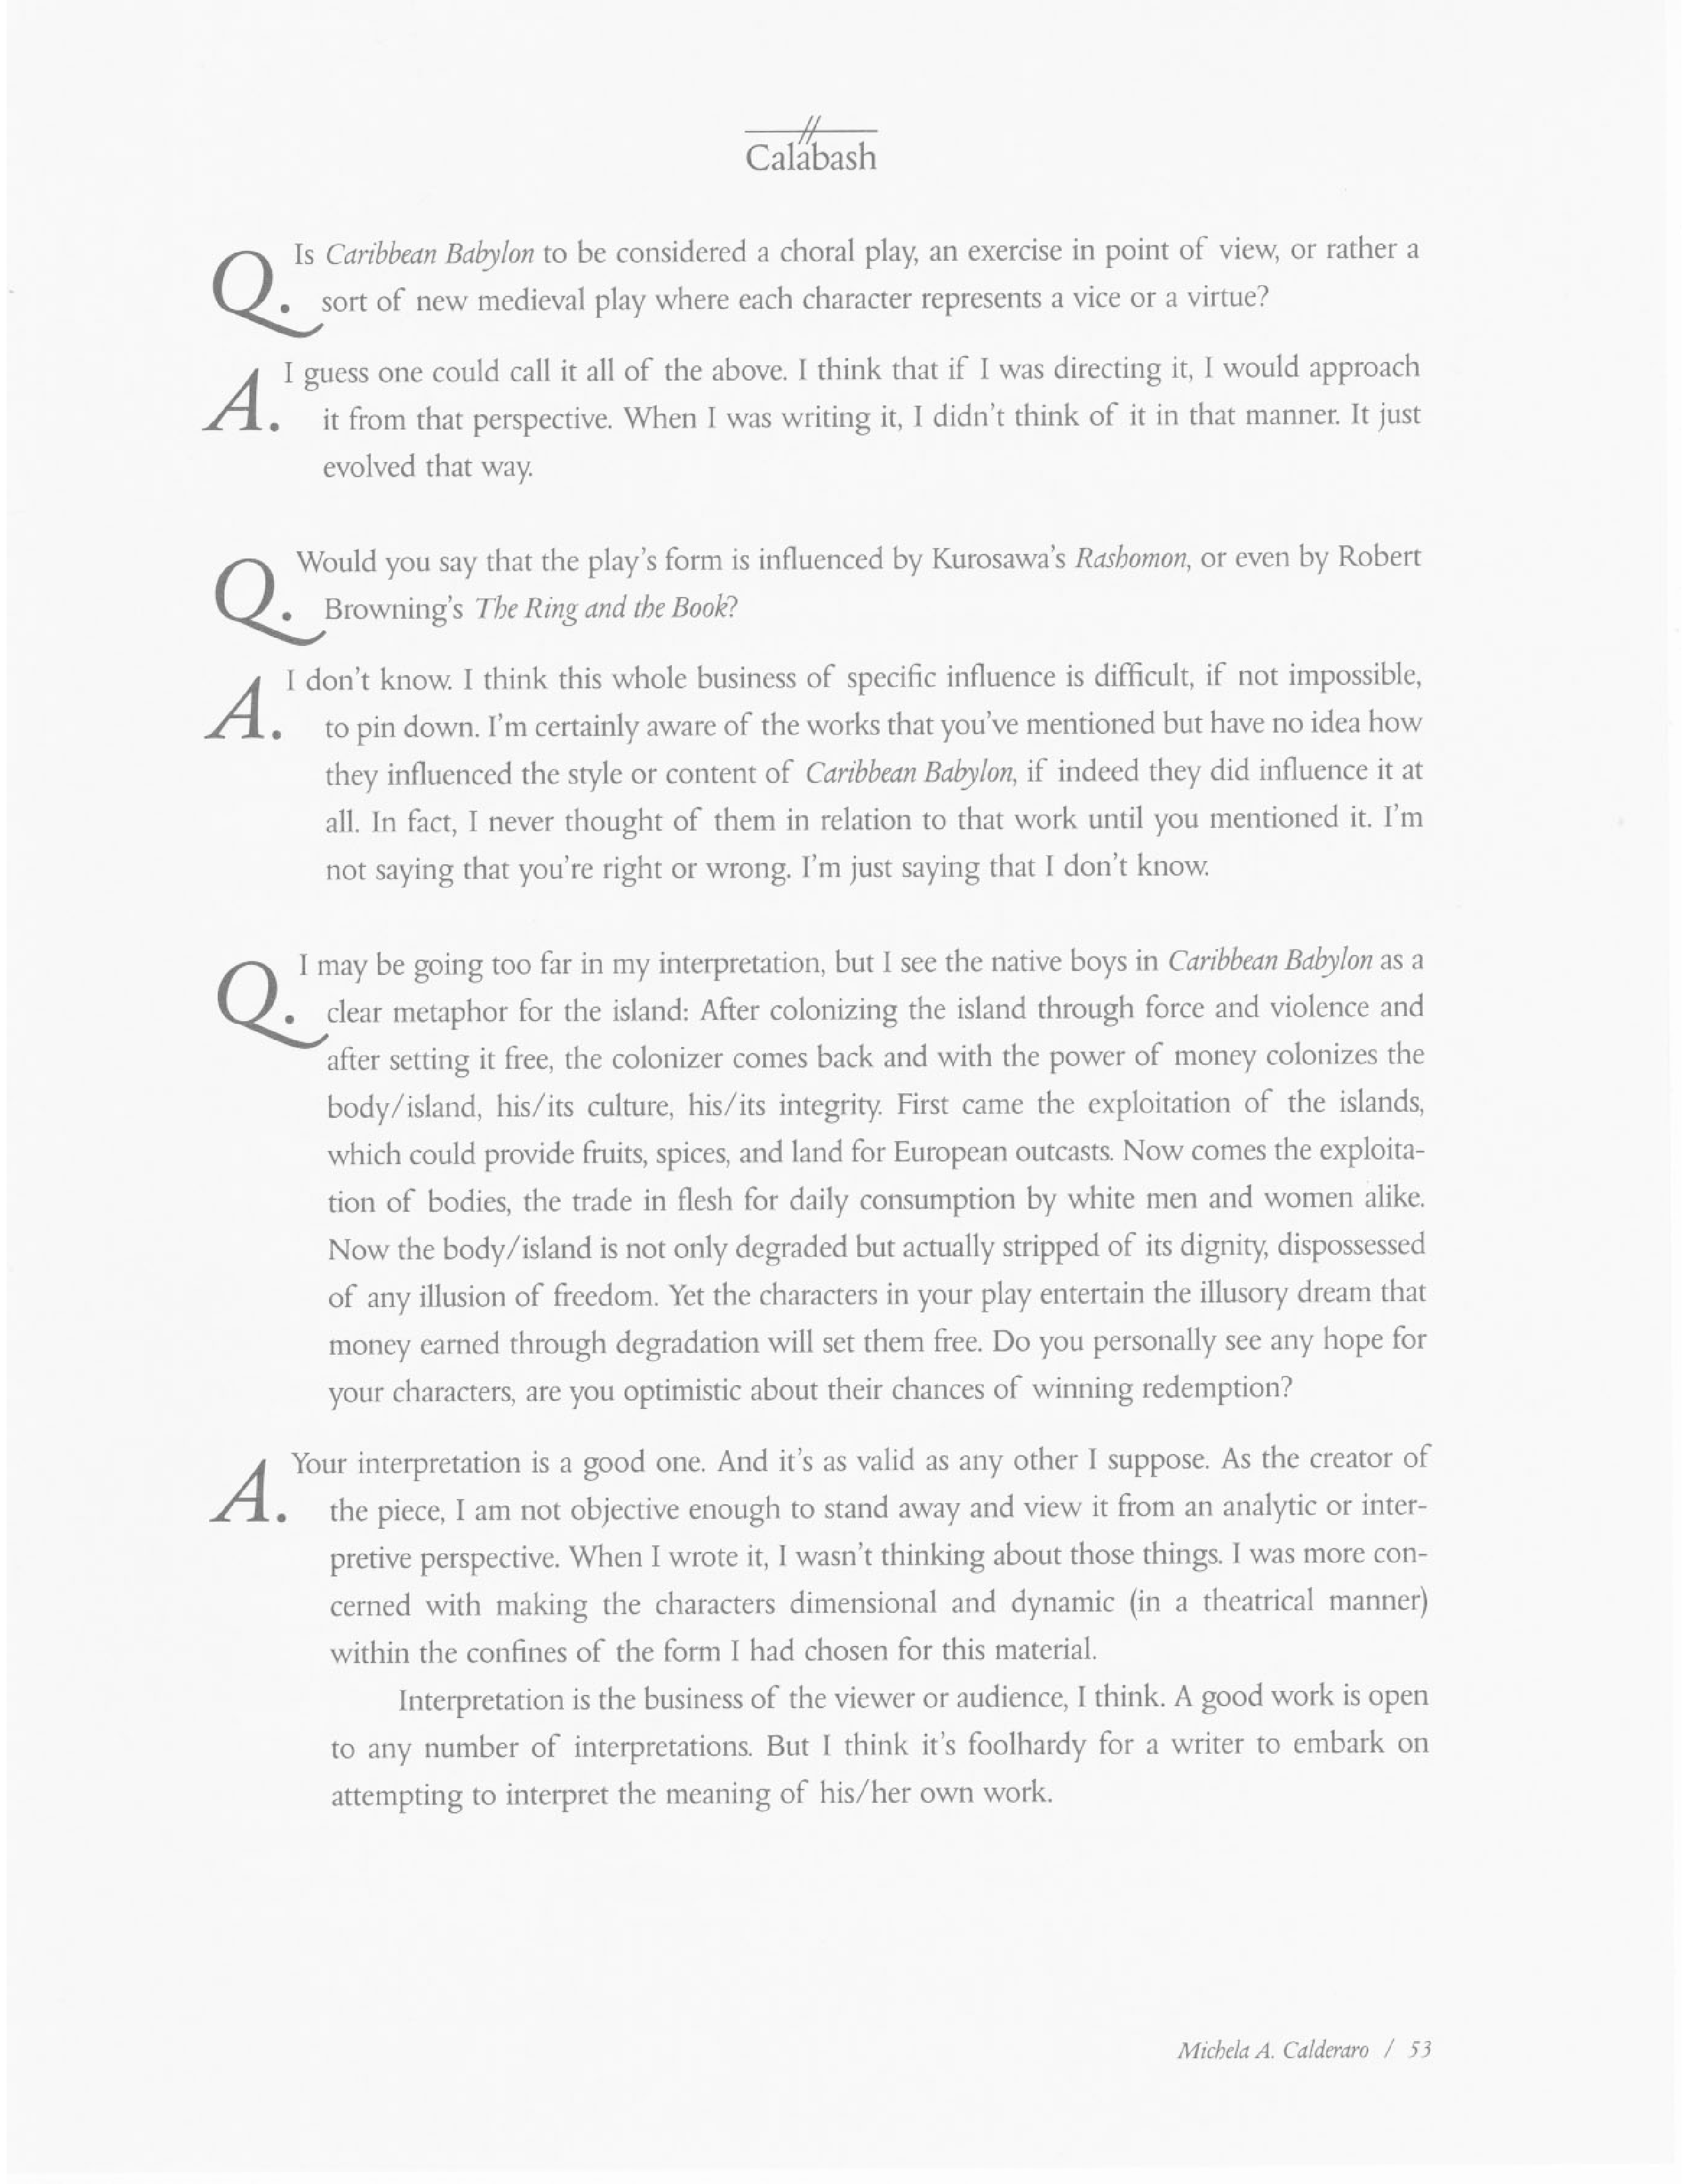 Calabash
Q. Is Caribbean Babylon to be considered a choral play, an exercise in point of view, or rather a
sort of new medieval play where each character represents a vice or a virtue?
A. I guess one could call it all of the above. I think that if I was directing it, I would approach
it from that perspective. When I was writing it, I didn't think of it in that manner. It just
evolved that way.
Q. Would you say that the play's form is influenced by Kurosawa's Rashomon, or even by Robert
Browning's The Ring and the Book?
A. I don't know. I think this whole business of specific influence is difficult, if not impossible,
to pin down. I'm certainly aware of the works that you've mentioned but have no idea how
they influenced the style or content of Caribbean Babylon, if indeed they did influence it at
all. In fact, I never thought of them in relation to that work until you mentioned it. I'm
not saying that you're right or wrong. I'm just saying that I don't know.
Q. I may be going too far in my interpretation, but I see the native boys in Caribbean Babylon as a
clear metaphor for the island: After colonizing the island through force and violence and
after setting it free, the colonizer comes back and with the power of money colonizes the
body/island, his/its culture, his/its integrity. First came the exploitation of the islands,
which could provide fruits, spices, and land for European outcasts. Now comes the exploita-
tion of bodies, the trade in flesh for daily consumption by white men and women alike.
Now the body/island is not only degraded but actually stripped of its dignity, dispossessed
of any illusion of freedom. Yet the characters in your play entertain the illusory dream that
money earned through degradation will set them free. Do you personally see any hope for
your characters, are you optimistic about their chances of winning redemption?
A. Your interpretation is a good one. And it's as valid as any other I suppose. As the creator of
the piece, I am not objective enough to stand away and view it from an analytic or inter-
pretive perspective. When I wrote it, I wasn't thinking about those things. I was more con-
cerned with making the characters dimensional and dynamic (in a theatrical manner)
within the confines of the form I had chosen for this material.
Interpretation is the business of the viewer or audience, I think. A good work is open
to any number of interpretations. But I think it's foolhardy for a writer to embark on
attempting to interpret the meaning of his/her own work.
Michela A. Calderaro / 53